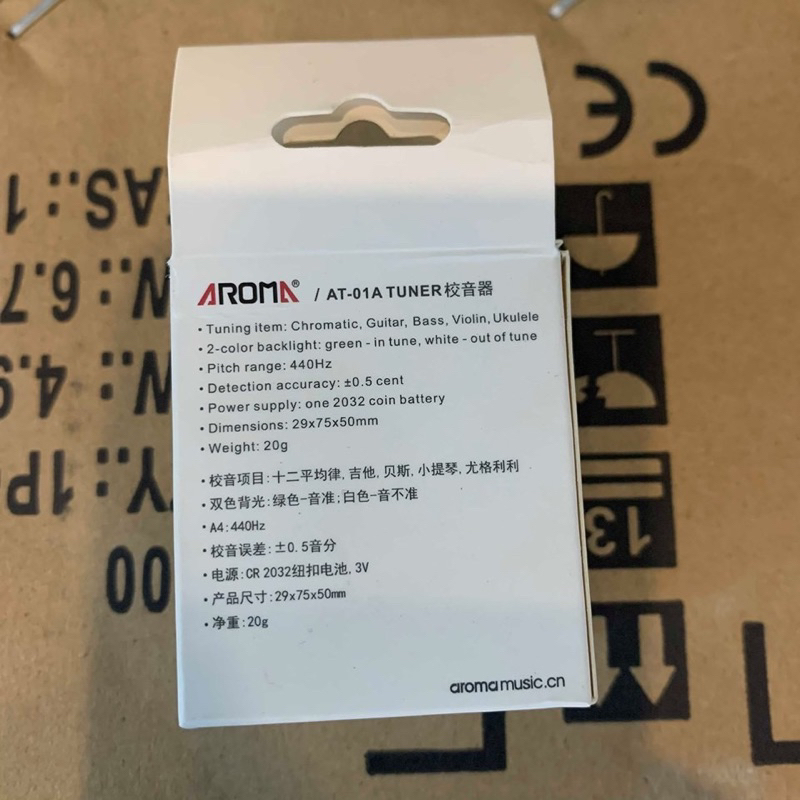 AROMA® / AT-01A TUNER 校音器
• Tuning item: Chromatic, Guitar, Bass, Violin, Ukulele
• 2-color backlight: green - in tune, white - out of tune
• Pitch range: 440Hz
• Detection accuracy: ±0.5 cent
• Power supply: one 2032 coin battery
• Dimensions: 29x75x50mm
• Weight: 20g
• 校音项目: 十二平均律, 吉他, 贝斯, 小提琴, 尤格利利
• 双色背光: 绿色-音准; 白色-音不准
• A4: 440Hz
• 校音误差: ±0.5音分
• 电源: CR 2032纽扣电池, 3V
• 产品尺寸: 29x75x50mm
• 净重: 20g
aromamusic.cn
CE
13